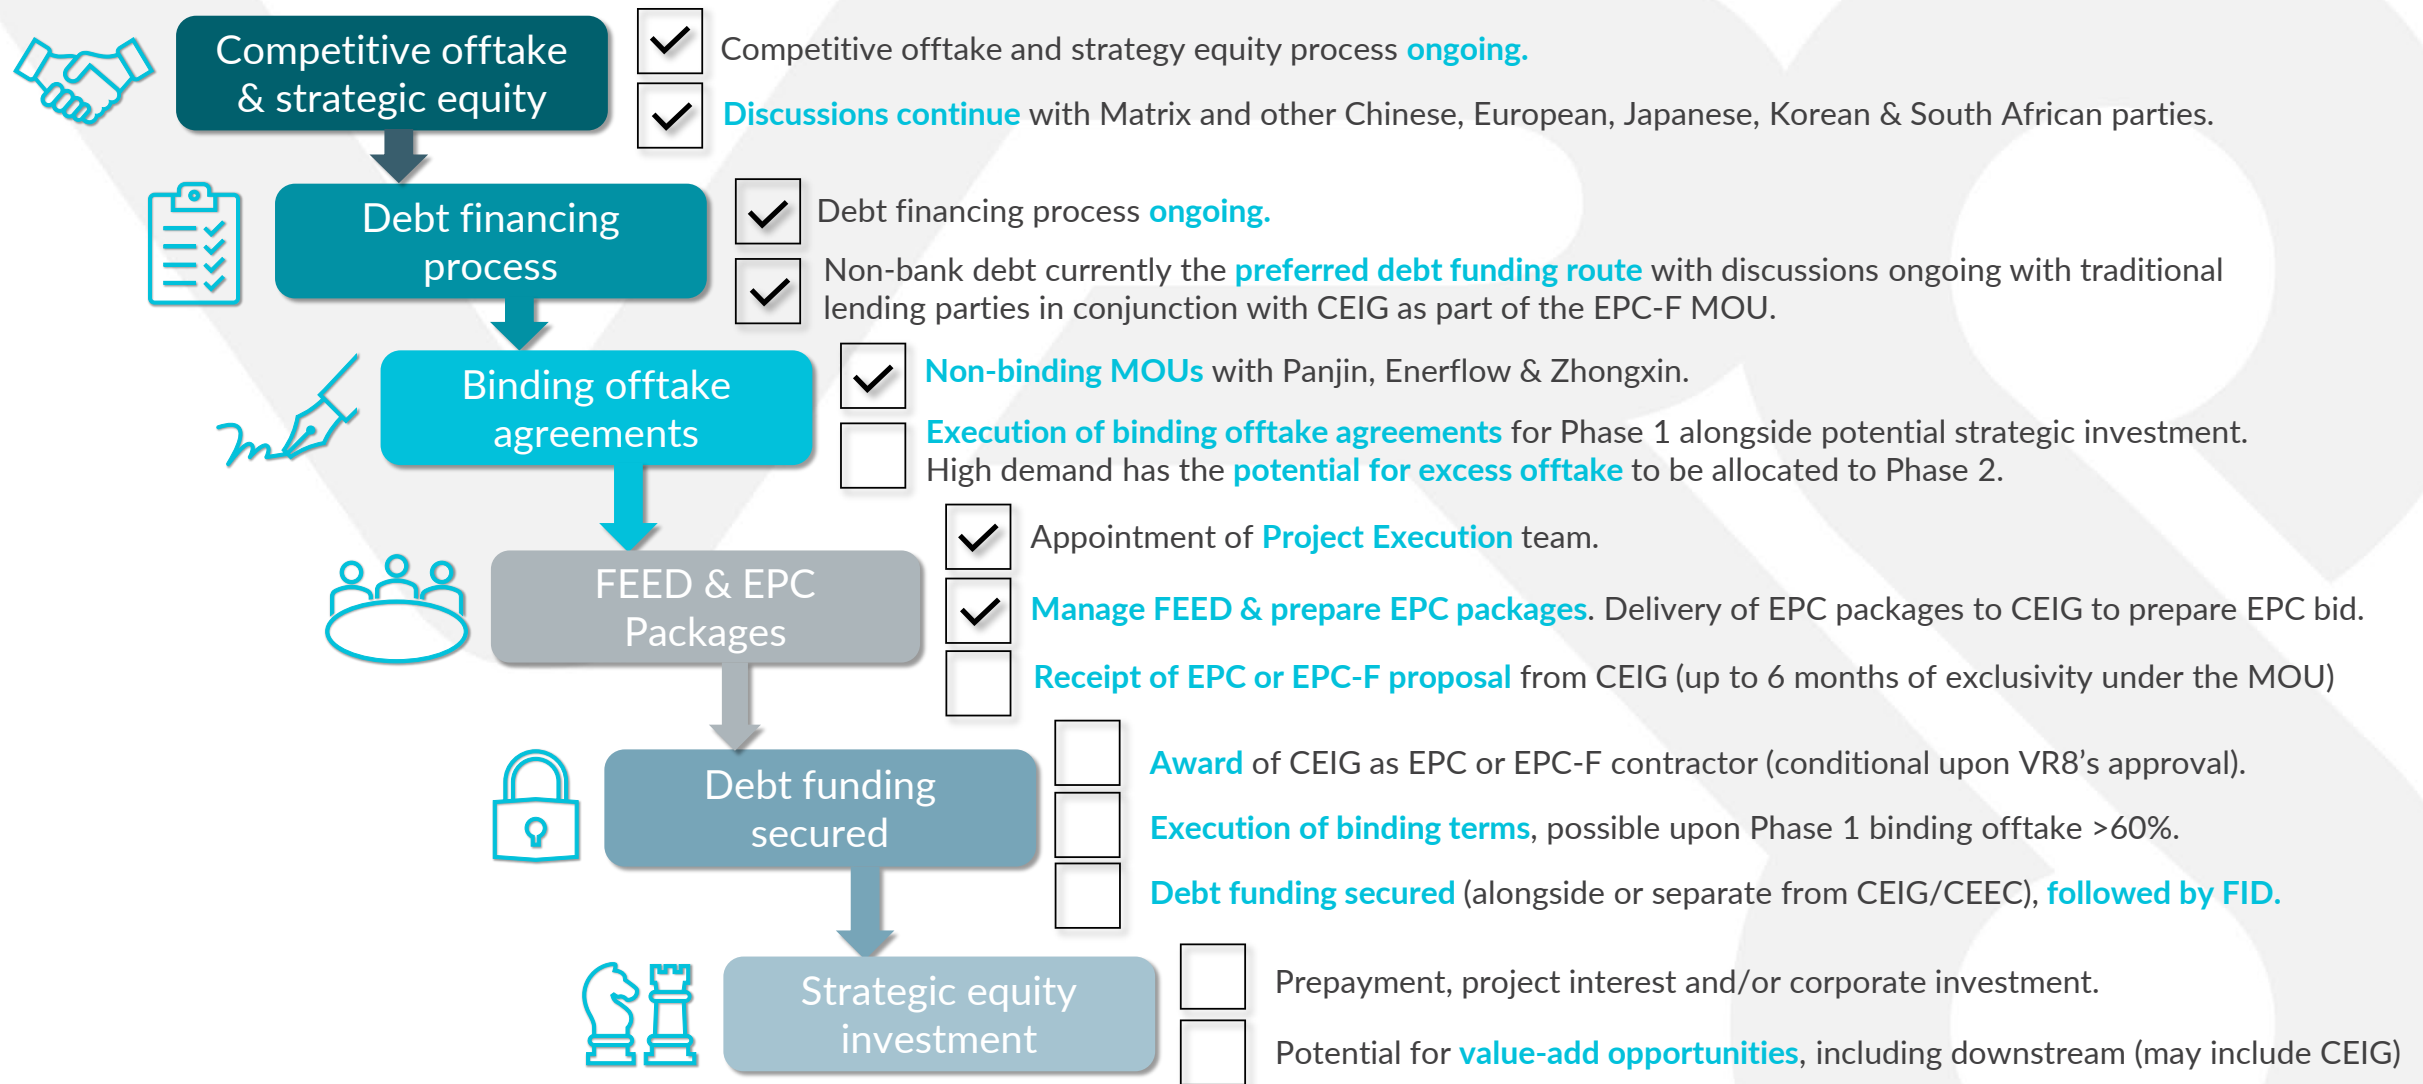 Competitive offtake
& strategic equity
Competitive offtake and strategy equity process ongoing.
Discussions continue with Matrix and other Chinese, European, Japanese, Korean & South African parties.
Debt financing
process
Debt financing process ongoing.
Non-bank debt currently the preferred debt funding route with discussions ongoing with traditional
lending parties in conjunction with CEIG as part of the EPC-F MOU.
Binding offtake
agreements
Non-binding MOUs with Panjin, Enerflow & Zhongxin.
Execution of binding offtake agreements for Phase 1 alongside potential strategic investment.
High demand has the potential for excess offtake to be allocated to Phase 2.
FEED & EPC
Packages
Appointment of Project Execution team.
Manage FEED & prepare EPC packages. Delivery of EPC packages to CEIG to prepare EPC bid.
Receipt of EPC or EPC-F proposal from CEIG (up to 6 months of exclusivity under the MOU)
Debt funding
secured
Award of CEIG as EPC or EPC-F contractor (conditional upon VR8's approval).
Execution of binding terms, possible upon Phase 1 binding offtake >60%.
Debt funding secured (alongside or separate from CEIG/CEEC), followed by FID.
Strategic equity
investment
Prepayment, project interest and/or corporate investment.
Potential for value-add opportunities, including downstream (may include CEIG)